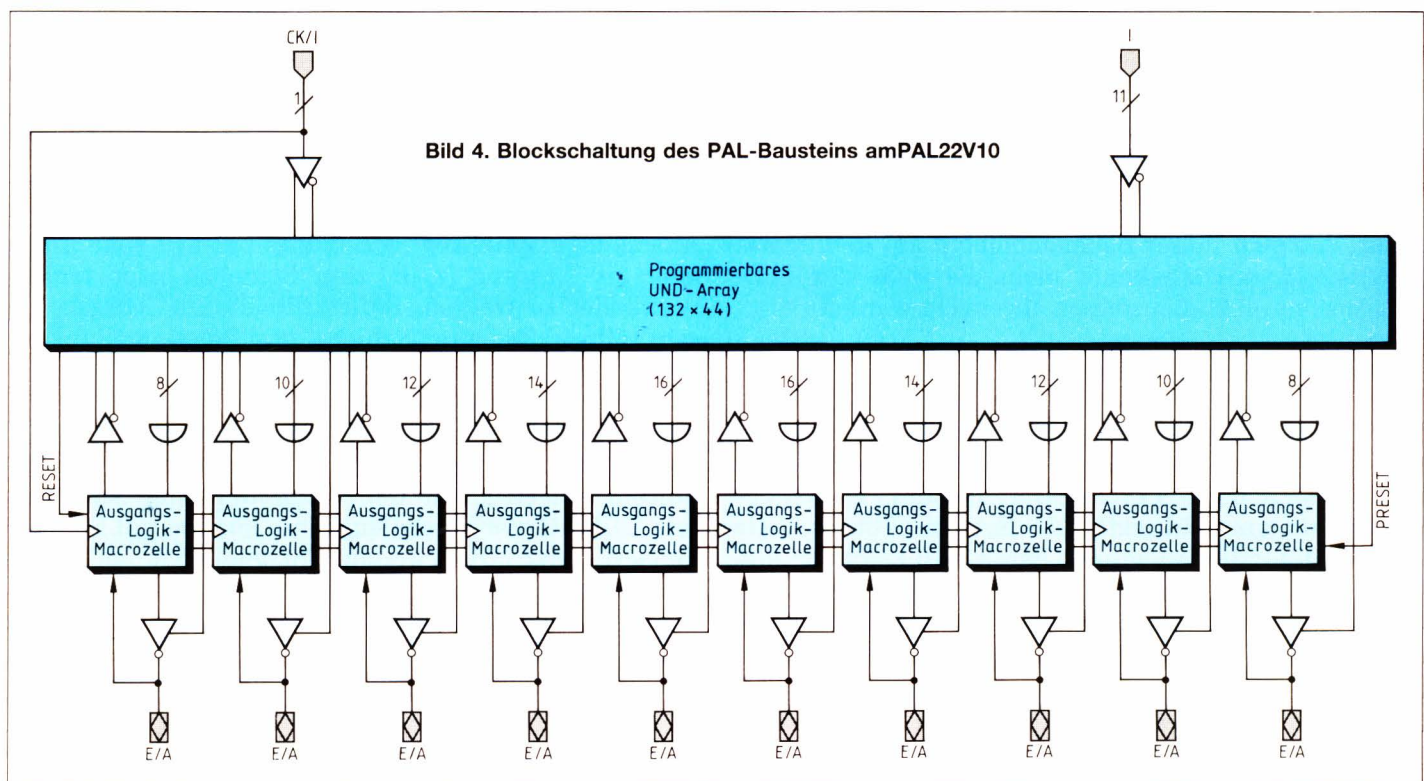 CK/I
I
1
11
Bild 4. Blockschaltung des PAL-Bausteins amPAL22V10
Programmierbares
UND-Array
(132 × 44)
8
10
12
14
16
16
14
12
10
8
RESET
PRESET
Ausgangs-
Logik-
Macrozelle
Ausgangs-
Logik-
Macrozelle
Ausgangs-
Logik-
Macrozelle
Ausgangs-
Logik-
Macrozelle
Ausgangs-
Logik-
Macrozelle
Ausgangs-
Logik-
Macrozelle
Ausgangs-
Logik-
Macrozelle
Ausgangs-
Logik-
Macrozelle
Ausgangs-
Logik-
Macrozelle
Ausgangs-
Logik-
Macrozelle
E/A
E/A
E/A
E/A
E/A
E/A
E/A
E/A
E/A
E/A